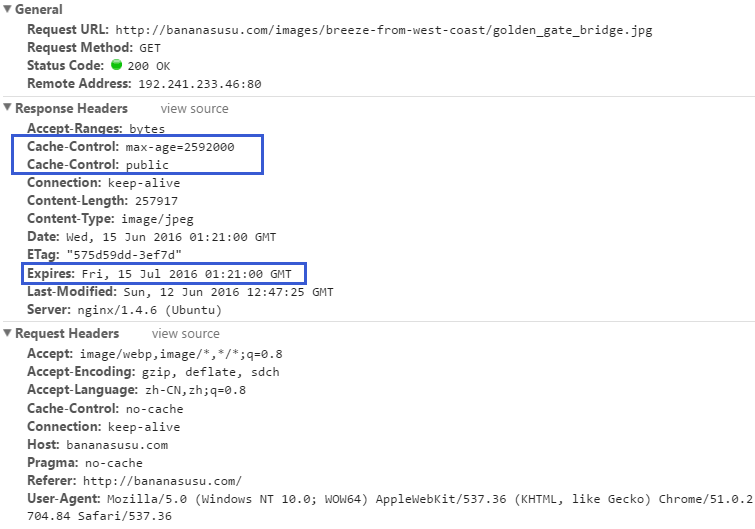 General
Request URL: http://bananasusu.com/images/breeze-from-west-coast/golden_gate_bridge.jpg
Request Method: GET
Status Code: 200 OK
Remote Address: 192.241.233.46:80
Response Headers view source
Accept-Ranges: bytes
Cache-Control: max-age=2592000
Cache-Control: public
Connection: keep-alive
Content-Length: 257917
Content-Type: image/jpeg
Date: Wed, 15 Jun 2016 01:21:00 GMT
ETag: "575d59dd-3ef7d"
Expires: Fri, 15 Jul 2016 01:21:00 GMT
Last-Modified: Sun, 12 Jun 2016 12:47:25 GMT
Server: nginx/1.4.6 (Ubuntu)
Request Headers view source
Accept: image/webp,image/*,*/*;q=0.8
Accept-Encoding: gzip, deflate, sdch
Accept-Language: zh-CN,zh;q=0.8
Cache-Control: no-cache
Connection: keep-alive
Host: bananasusu.com
Pragma: no-cache
Referer: http://bananasusu.com/
User-Agent: Mozilla/5.0 (Windows NT 10.0; WOW64) AppleWebKit/537.36 (KHTML, like Gecko) Chrome/51.0.2
704.84 Safari/537.36